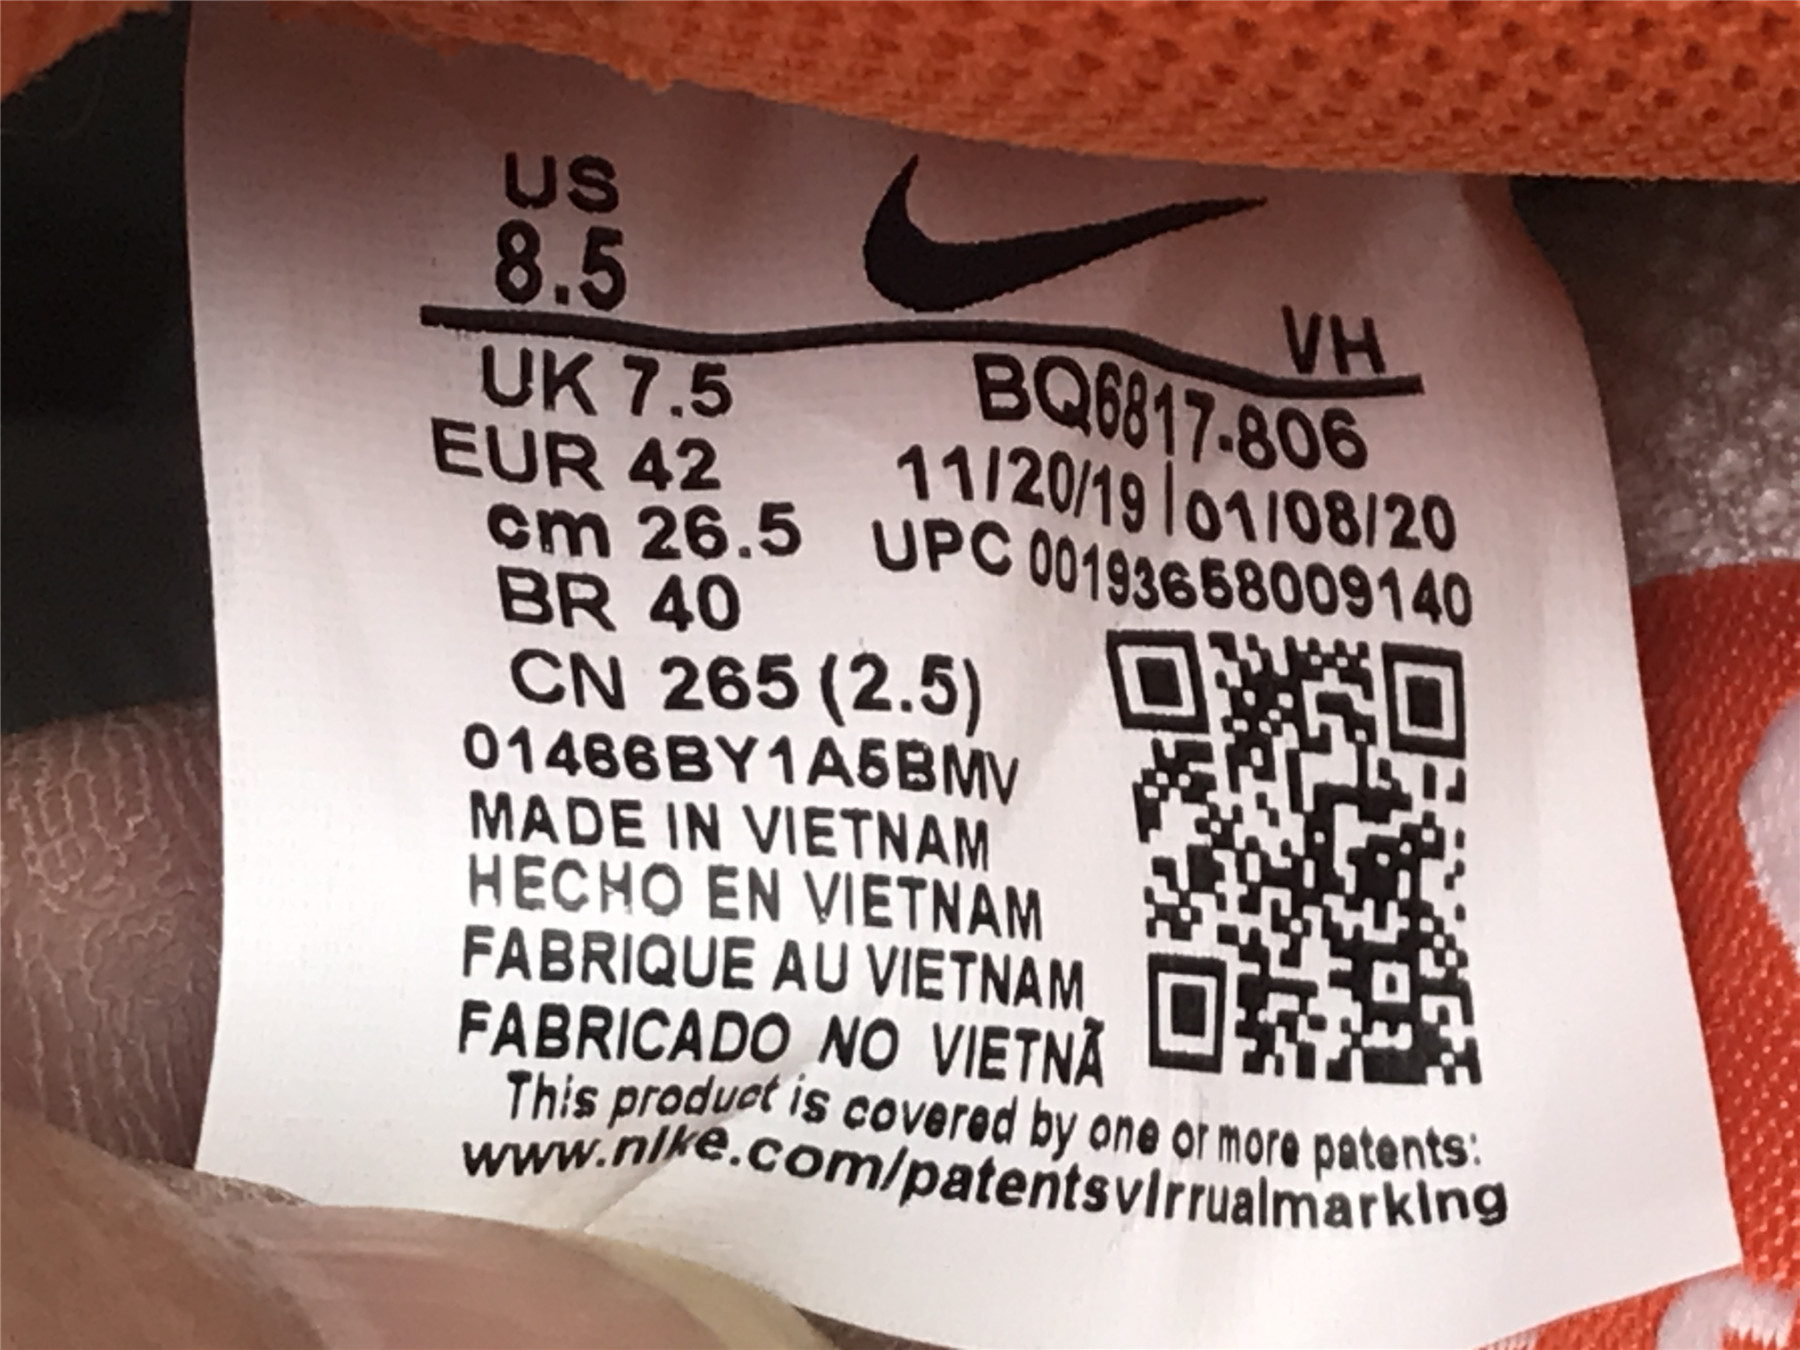 US
8.5
VH
UK 7.5
BQ6817-806
EUR 42
11/20/19 | 01/08/20
cm 26.5
UPC 00193658009140
BR 40
CN 265 (2.5)
01466BY1A5BMV
MADE IN VIETNAM
HECHO EN VIETNAM
FABRIQUE AU VIETNAM
FABRICADO NO VIETNÃ
This product is covered by one or more patents:
www.nike.com/patentsvirrualmarking